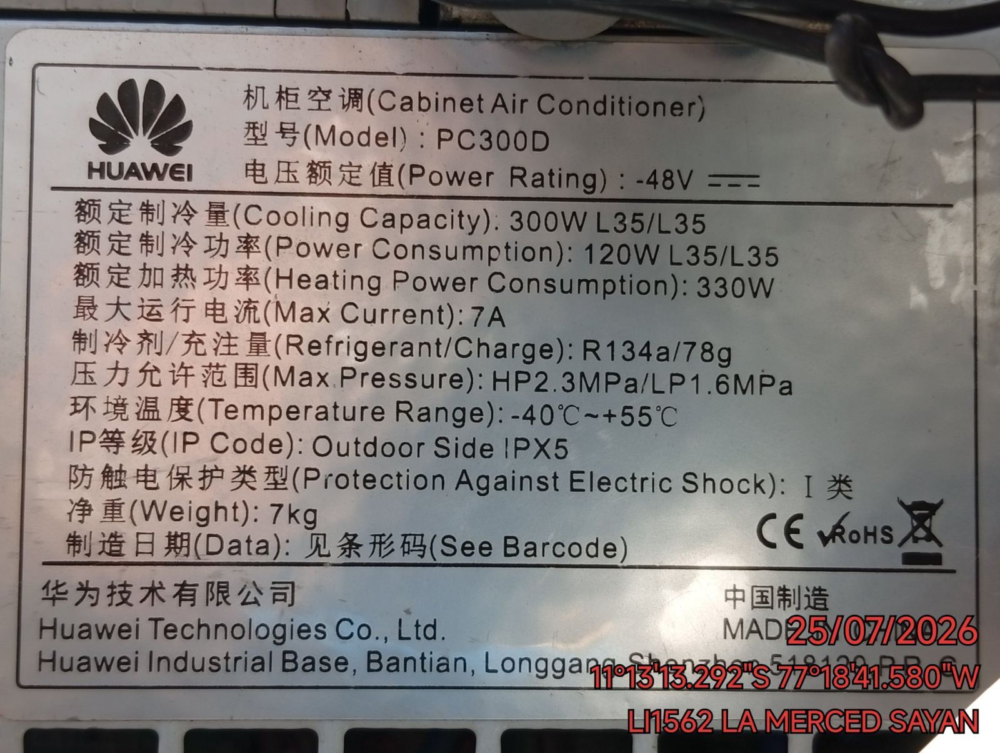 HUAWEI
机柜空调(Cabinet Air Conditioner)
型号(Model) : PC300D
电压额定值(Power Rating) : -48V
额定制冷量(Cooling Capacity): 300W L35/L35
额定制冷功率(Power Consumption): 120W L35/L35
额定加热功率(Heating Power Consumption): 330W
最大运行电流(Max Current): 7A
制冷剂/充注量(Refrigerant/Charge): R134a/78g
压力允许范围(Max Pressure): HP2.3MPa/LP1.6MPa
环境温度(Temperature Range): -40℃~+55℃
IP等级(IP Code): Outdoor Side IPX5
防触电保护类型(Protection Against Electric Shock): I 类
净重(Weight): 7kg
制造日期(Data): 见条形码(See Barcode)
CE RoHS
华为技术有限公司
Huawei Technologies Co., Ltd.
Huawei Industrial Base, Bantian, Longgang Shenzhen 518129 P.R. C
中国制造
MADE IN CHINA
25/07/2026
11°13'13.292"S 77°18'41.580"W
LI1562 LA MERCED SAYAN